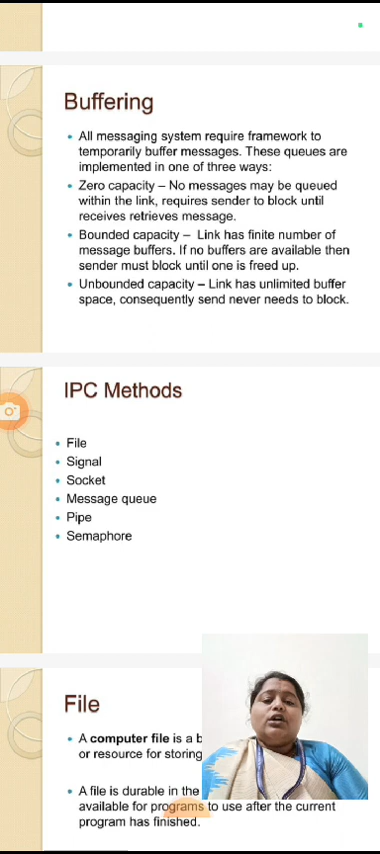 Buffering
• All messaging system require framework to
temporarily buffer messages. These queues are
implemented in one of three ways:
• Zero capacity – No messages may be queued
within the link, requires sender to block until
receives retrieves message.
• Bounded capacity – Link has finite number of
message buffers. If no buffers are available then
sender must block until one is freed up.
• Unbounded capacity – Link has unlimited buffer
space, consequently send never needs to block.
IPC Methods
• File
• Signal
• Socket
• Message queue
• Pipe
• Semaphore
File
• A computer file is a
or resource for storing
• A file is durable in the
available for programs to use after the current
program has finished.